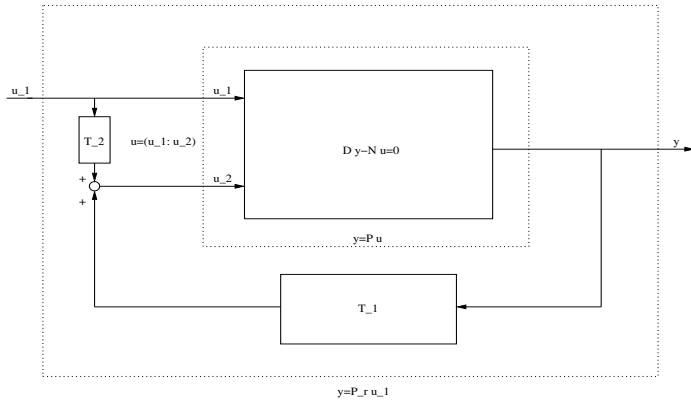 u_1
u_1
T_2
u=(u_1: u_2)
D y−N u=0
y
+
u_2
+
y=P u
T_1
y=P_r u_1